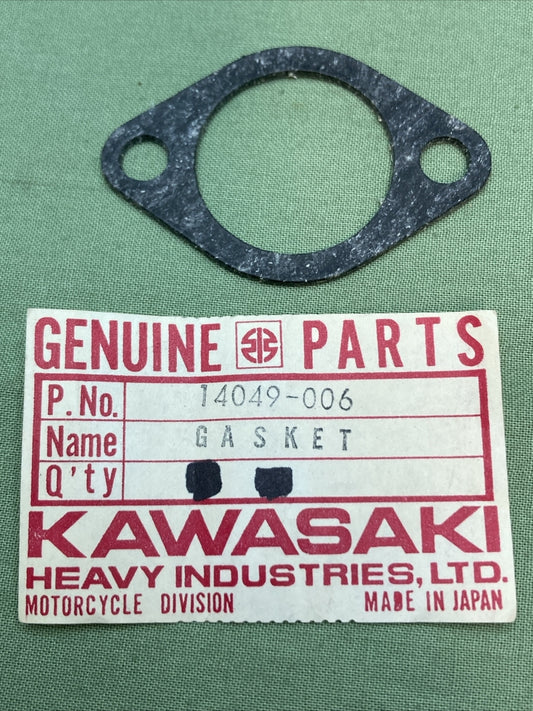 GENUINE PARTS
P. No. 14049-006
Name GASKET
Q'ty
KAWASAKI
HEAVY INDUSTRIES, LTD.
MOTORCYCLE DIVISION MADE IN JAPAN